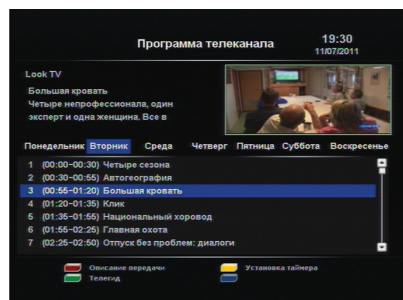 Программа телеканала
19:30
11/07/2011
Look TV
Большая кровать
Четыре непрофессионала, один
эксперт и одна женщина. Все в
Понедельник Вторник Среда Четверг Пятница Суббота Воскресенье
1 (00:00-00:30) Четыре сезона
2 (00:30-00:55) Автогеография
3 (00:55-01:20) Большая кровать
4 (01:20-01:35) Клик
5 (01:35-01:55) Национальный хоровод
6 (01:55-02:25) Главная охота
7 (02:25-02:50) Отпуск без проблем: диалоги
Описание передачи
Установка таймера
Телегид